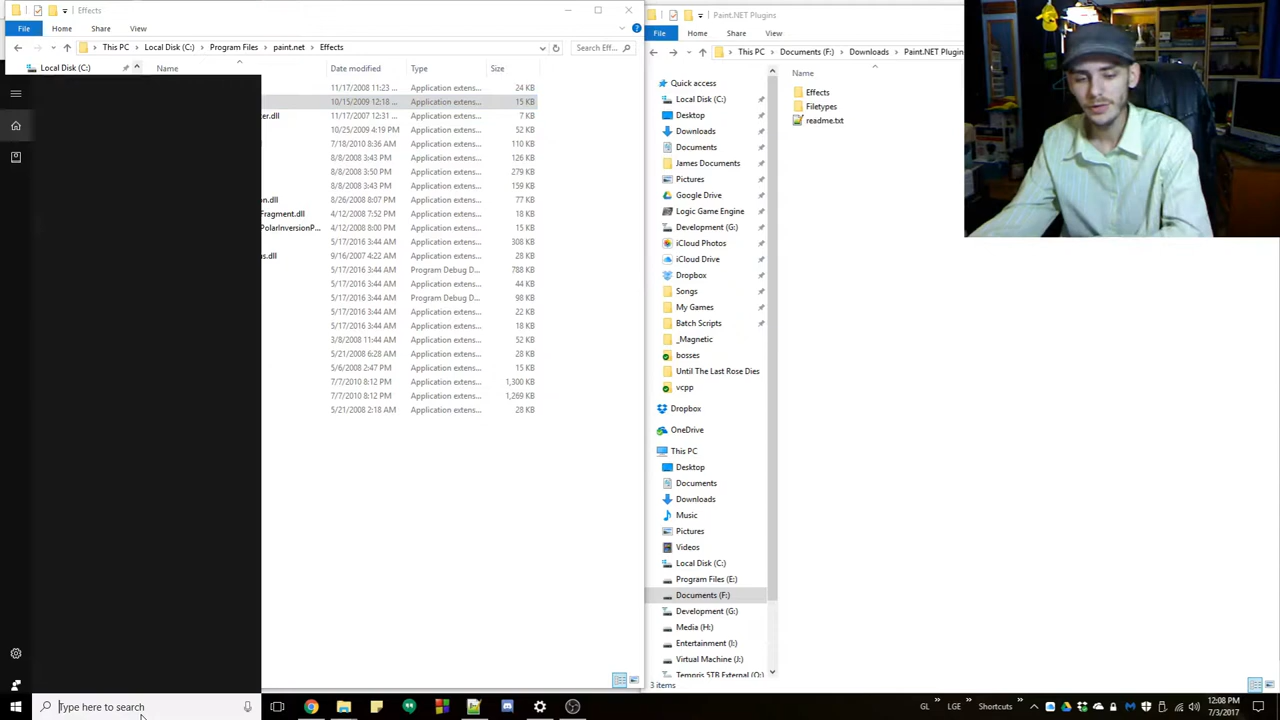 Effects
File
Home
Share
View
This PC
Local Disk (C:)
Program Files
paint.net
Effects
Search Eff...
Local Disk (C:)
Name
Date modified
Type
Size
11/17/2008 11:23 ...
Application extens...
24 KB
10/15/2009 12:18 ...
Application extens...
15 KB
er.dll
11/17/2007 12:31 ...
Application extens...
7 KB
10/25/2009 4:19 PM
Application extens...
52 KB
7/18/2010 8:36 AM
Application extens...
110 KB
8/8/2008 3:43 PM
Application extens...
126 KB
8/8/2008 3:50 PM
Application extens...
279 KB
8/8/2008 3:43 PM
Application extens...
159 KB
n.dll
8/26/2008 8:07 PM
Application extens...
77 KB
Fragment.dll
4/12/2008 7:52 PM
Application extens...
18 KB
PolarInversionP...
4/12/2008 8:00 PM
Application extens...
15 KB
5/17/2016 3:44 AM
Application extens...
308 KB
s.dll
9/16/2007 4:22 AM
Application extens...
28 KB
5/17/2016 3:44 AM
Program Debug D...
788 KB
5/17/2016 3:44 AM
Application extens...
44 KB
5/17/2016 3:44 AM
Program Debug D...
98 KB
5/17/2016 3:44 AM
Application extens...
22 KB
5/17/2016 3:44 AM
Application extens...
18 KB
3/8/2008 11:44 AM
Application extens...
52 KB
5/21/2008 6:28 AM
Application extens...
28 KB
5/6/2008 2:47 PM
Application extens...
15 KB
7/7/2010 8:12 PM
Application extens...
1,300 KB
7/7/2010 8:12 PM
Application extens...
1,269 KB
5/21/2008 2:18 AM
Application extens...
28 KB
Type here to search
Paint.NET Plugins
File
Home
Share
View
This PC
Documents (F:)
Downloads
Paint.NET Plugins
Quick access
Local Disk (C:)
Desktop
Downloads
Documents
James Documents
Pictures
Google Drive
Logic Game Engine
Development (G:)
iCloud Photos
iCloud Drive
Dropbox
Songs
My Games
Batch Scripts
_Magnetic
bosses
Until The Last Rose Dies
vcpp
Dropbox
OneDrive
This PC
Desktop
Documents
Downloads
Music
Pictures
Videos
Local Disk (C:)
Program Files (E:)
Documents (F:)
Development (G:)
Media (H:)
Entertainment (I:)
Virtual Machine (J:)
Tempris 5TB External (O:)
3 items
Name
Effects
Filetypes
readme.txt
GL
LGE
Shortcuts
12:08 PM
7/3/2017